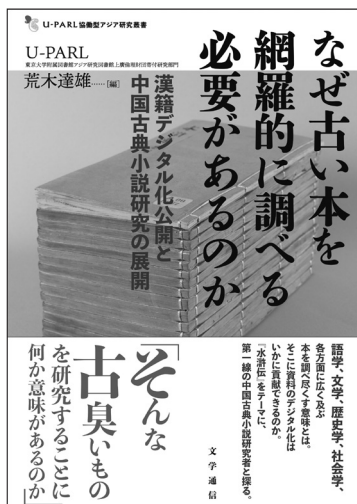 U-PARL協働型アジア研究叢書
U-PARL
東京大学附属図書館アジア研究図書館上廣倫理財団寄付研究部門
荒木達雄……[編]
なぜ古い本を
網羅的に調べる
必要があるのか
漢籍デジタル化公開と
中国古典小説研究の展開
語学、文学、歴史学、社会学、
各方面に広く及ぶ
本を調べ尽くす意味とは。
そこに資料のデジタル化は
いかに貢献できるのか。
『水滸伝』をテーマに、
第一線の中国古典小説研究者と探る。
文学通信
「そんな
古臭いもの
を研究することに
何か意味があるのか」